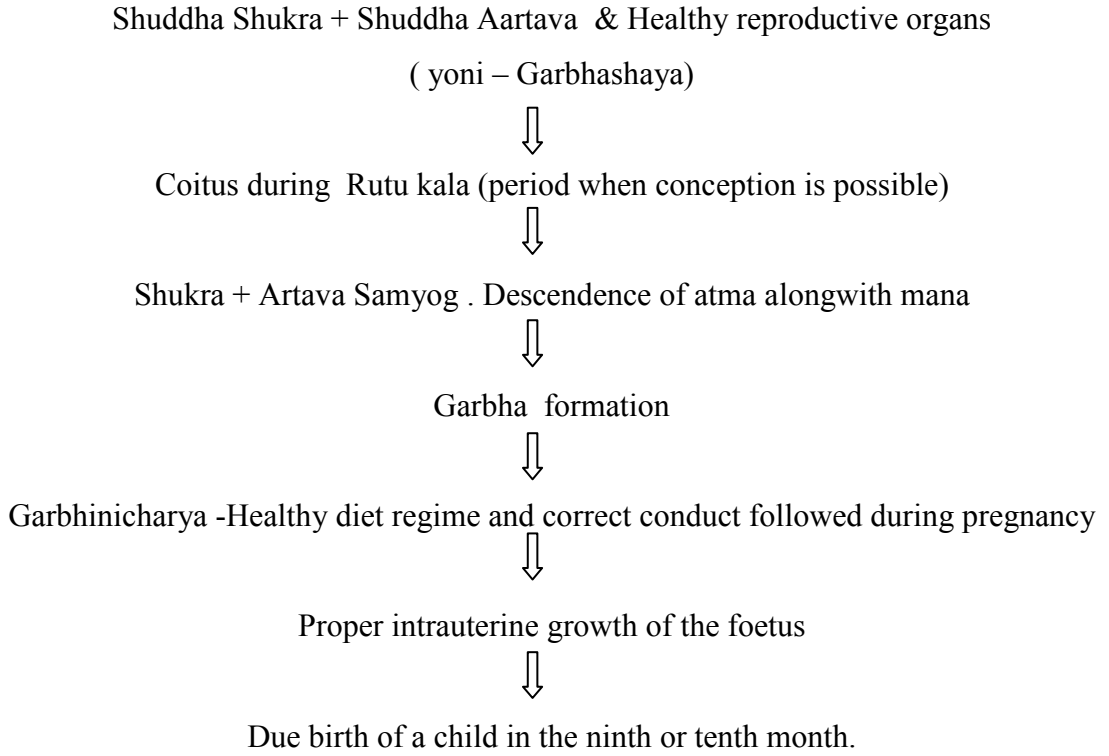 Shuddha Shukra + Shuddha Aartava & Healthy reproductive organs
( yoni – Garbhashaya)
Coitus during Rutu kala (period when conception is possible)
Shukra + Artava Samyog . Descendence of atma alongwith mana
Garbha formation
Garbhinicharya -Healthy diet regime and correct conduct followed during pregnancy
Proper intrauterine growth of the foetus
Due birth of a child in the ninth or tenth month.